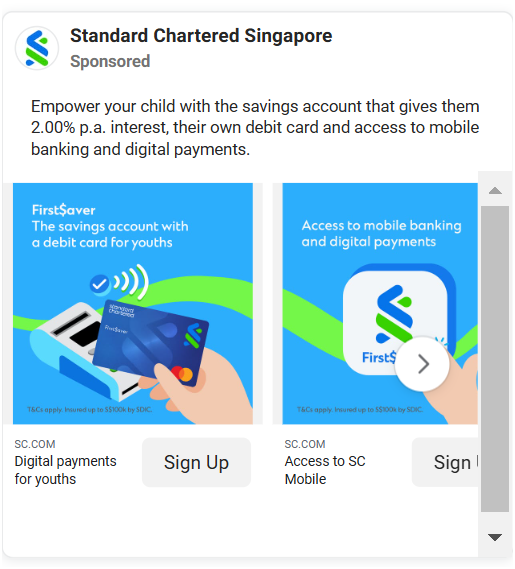 Standard Chartered Singapore
Sponsored
Empower your child with the savings account that gives them
2.00% p.a. interest, their own debit card and access to mobile
banking and digital payments.
First$aver
The savings account with
a debit card for youths
standard
chartered
First$aver
T&Cs apply. Insured up to S$100k by SDIC.
Access to mobile banking
and digital payments
First$
T&Cs apply. Insured up to S$100k by SDIC.
SC.COM
Digital payments
for youths
Sign Up
SC.COM
Access to SC
Mobile
Sign